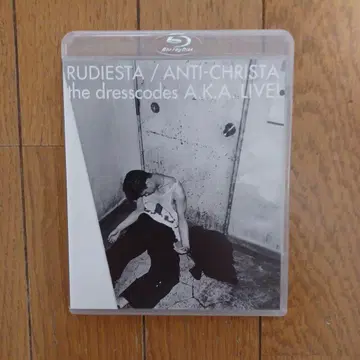 Blu-ray Disc
RUDIESTA / ANTI-CHRISTA
the dresscodes A.K.A. LIVE!